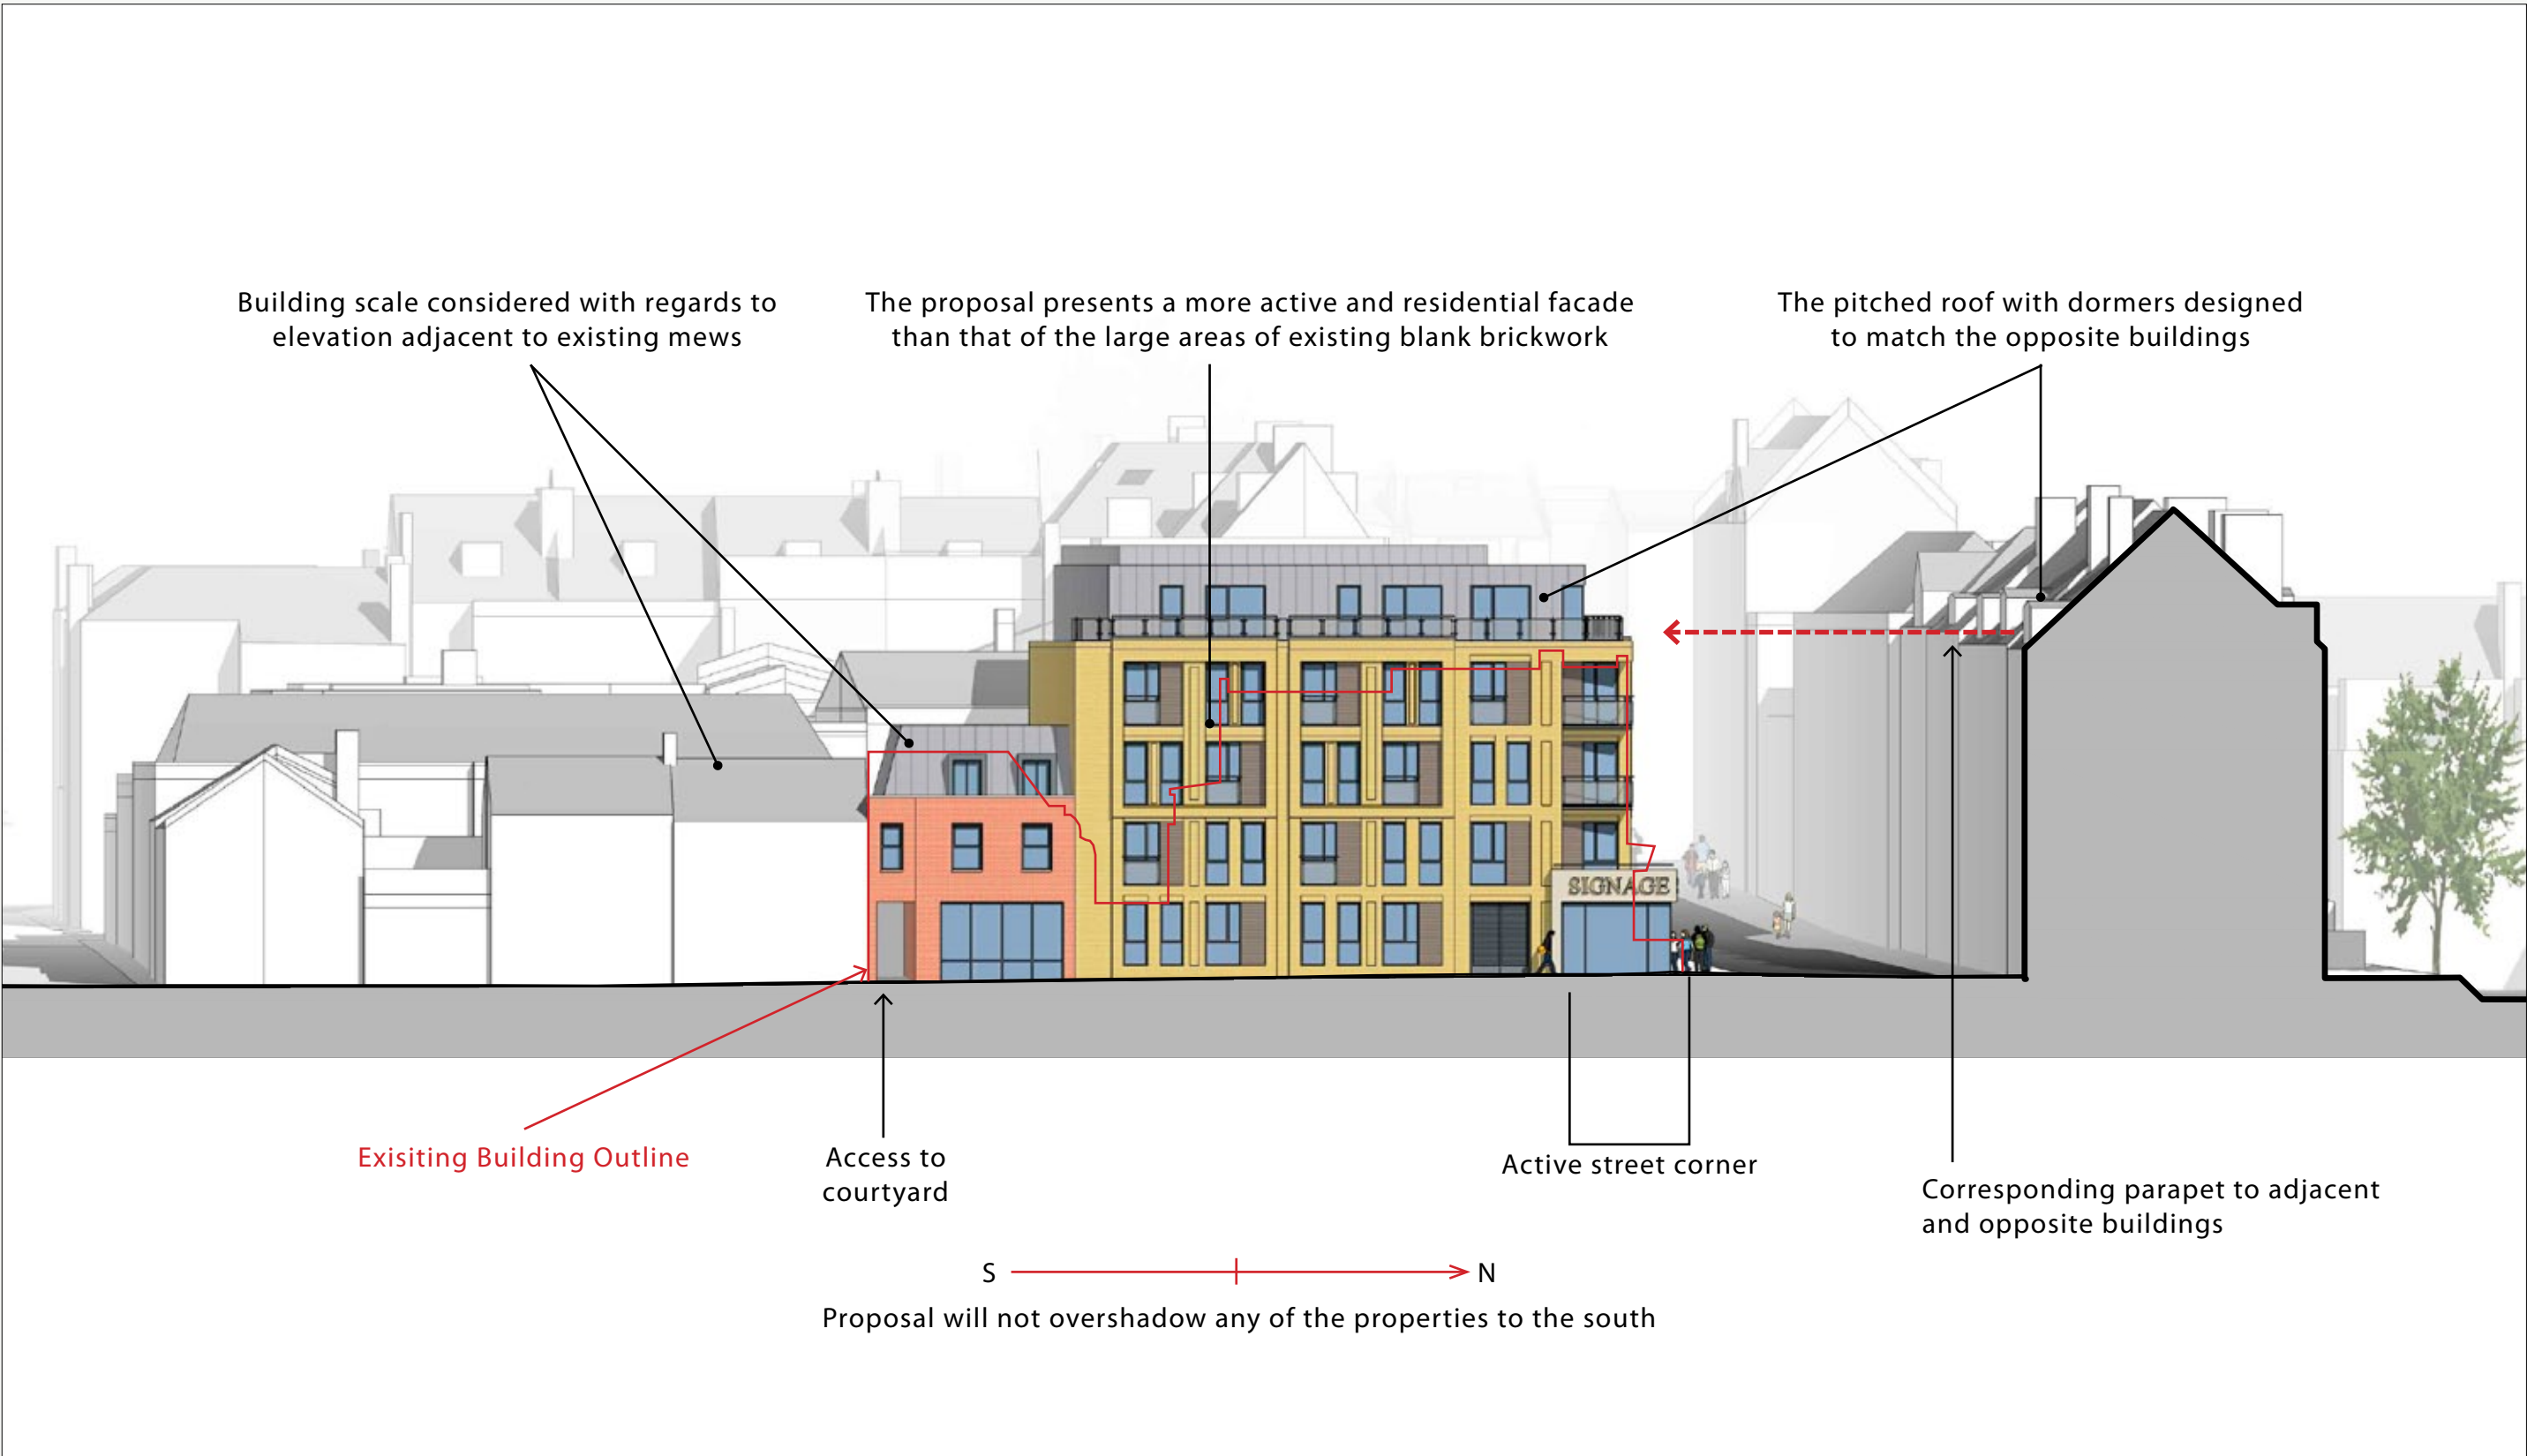 Building scale considered with regards to
elevation adjacent to existing mews
The proposal presents a more active and residential facade
than that of the large areas of existing blank brickwork
The pitched roof with dormers designed
to match the opposite buildings
SIGNAGE
Exisiting Building Outline
Access to
courtyard
Active street corner
Corresponding parapet to adjacent
and opposite buildings
S N
Proposal will not overshadow any of the properties to the south